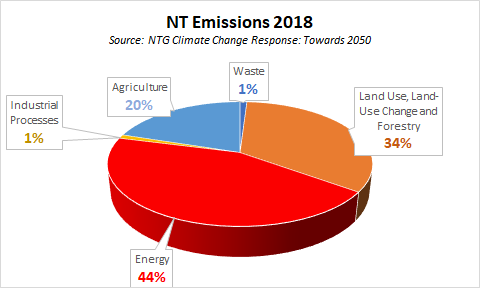 NT Emissions 2018
Source: NTG Climate Change Response: Towards 2050
Waste
1%
Agriculture
20%
Land Use, Land-
Use Change and
Forestry
34%
Industrial
Processes
1%
Energy
44%